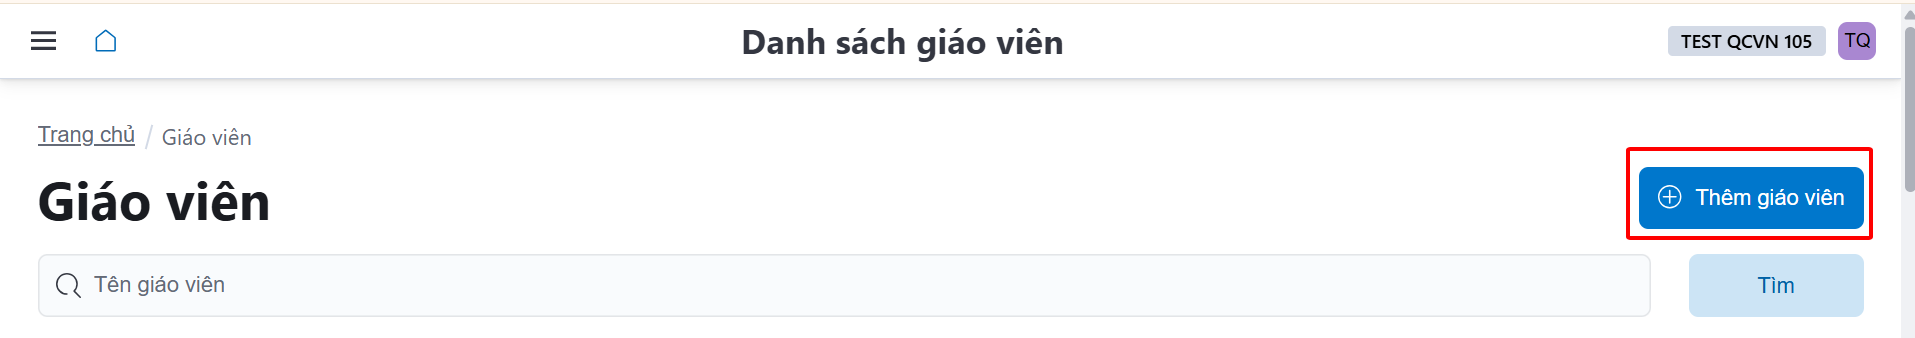 Danh sách giáo viên
TEST QCVN 105
TQ
Trang chủ / Giáo viên
Giáo viên
Thêm giáo viên
Tên giáo viên
Tìm